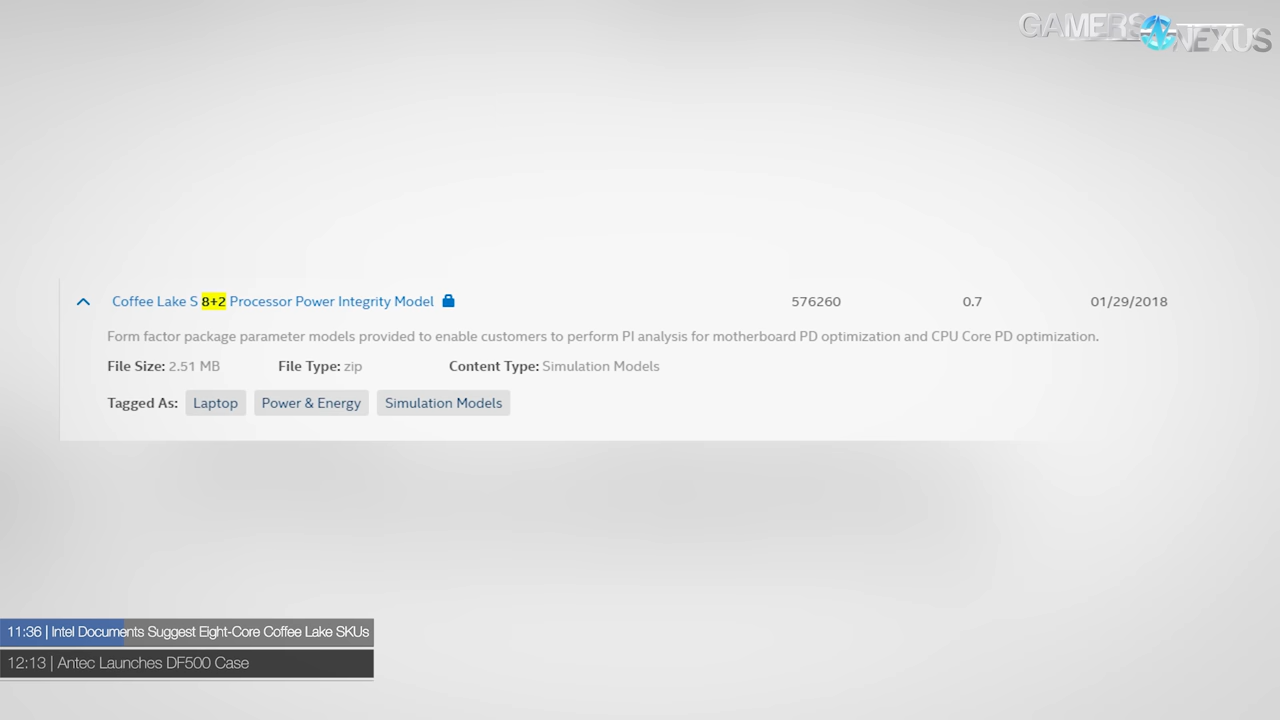 GAMERS NEXUS
Coffee Lake S 8+2 Processor Power Integrity Model 576260 0.7 01/29/2018
Form factor package parameter models provided to enable customers to perform PI analysis for motherboard PD optimization and CPU Core PD optimization.
File Size: 2.51 MB File Type: zip Content Type: Simulation Models
Tagged As: Laptop Power & Energy Simulation Models
11:36 | Intel Documents Suggest Eight-Core Coffee Lake SKUs
12:13 | Antec Launches DF500 Case